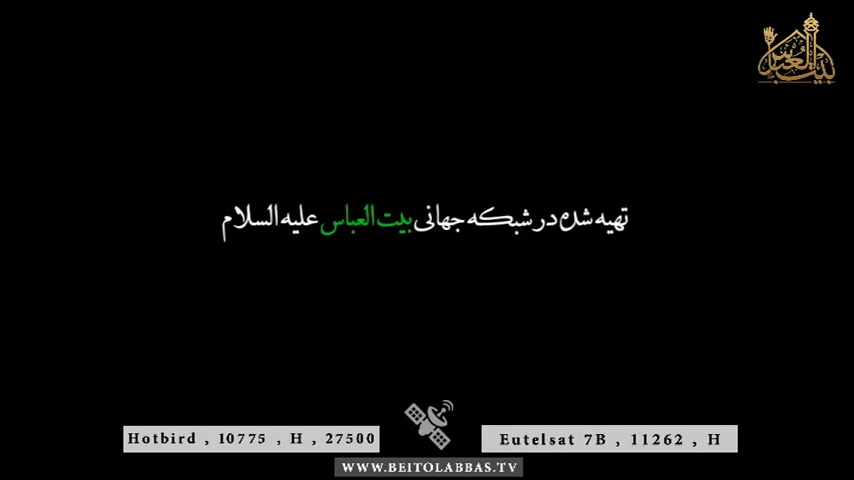 بيت العباس
تهیه شده در شبکه جهانی بیت العباس علیه السلام
Hotbird , 10775 , H , 27500
Eutelsat 7B , 11262 , H
WWW.BEITOLABBAS.TV